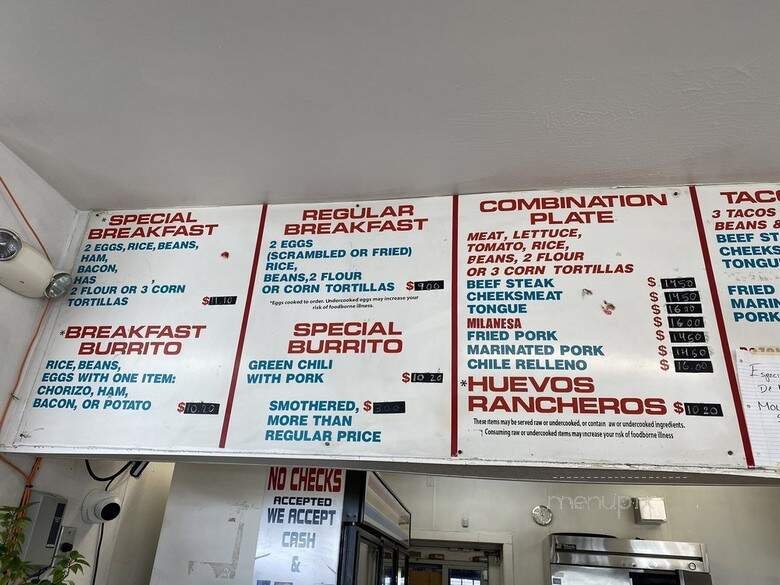 *SPECIAL
BREAKFAST
2 EGGS, RICE, BEANS,
HAM,
BACON,
HAS
2 FLOUR OR 3 CORN
TORTILLAS $11.10
*BREAKFAST
BURRITO
RICE, BEANS,
EGGS WITH ONE ITEM:
CHORIZO, HAM,
BACON, OR POTATO $10.20
REGULAR
BREAKFAST
2 EGGS
(SCRAMBLED OR FRIED)
RICE,
BEANS, 2 FLOUR
OR CORN TORTILLAS $9.00
*Eggs cooked to order. Undercooked eggs may increase your
risk of foodborne illness.
SPECIAL
BURRITO
GREEN CHILI
WITH PORK $10.20
SMOTHERED, $
MORE THAN
REGULAR PRICE
COMBINATION
PLATE
MEAT, LETTUCE,
TOMATO, RICE,
BEANS, 2 FLOUR
OR 3 CORN TORTILLAS
BEEF STEAK $ 14.50
CHEEKSMEAT $ 14.50
TONGUE $
MILANESA $ 16.00
FRIED PORK $ 14.50
MARINATED PORK $ 14.50
CHILE RELLENO $ 16.00
*HUEVOS
RANCHEROS $10.20
These items may be served raw or undercooked, or contain aw or undercooked ingredients.
Consuming raw or undercooked items may increase your risk of foodborne illness
TAC
3 TACOS
BEANS &
BEEF ST
CHEEKS
TONGU
FRIED
MARIN
PORK
NO CHECKS
ACCEPTED
WE ACCEPT
CASH
&
menupix